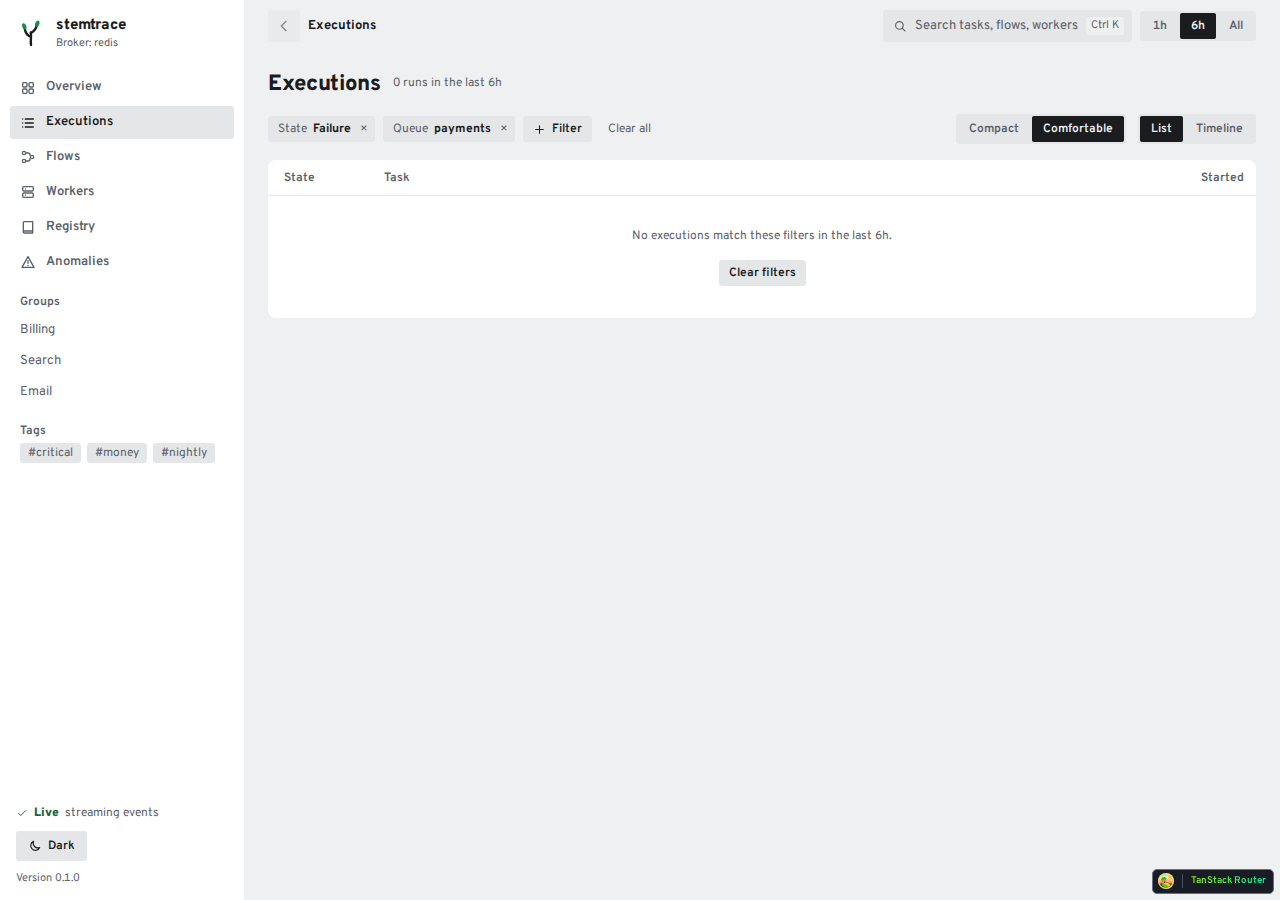 stemtrace
Broker: redis
Overview
Executions
Flows
Workers
Registry
Anomalies
Groups
Billing
Search
Email
Tags
#critical #money #nightly
Live streaming events
Dark
Version 0.1.0
Executions
Search tasks, flows, workers Ctrl K
1h 6h All
Executions 0 runs in the last 6h
State Failure × Queue payments × + Filter Clear all
Compact Comfortable List Timeline
State Task Started
No executions match these filters in the last 6h.
Clear filters
TanStack Router